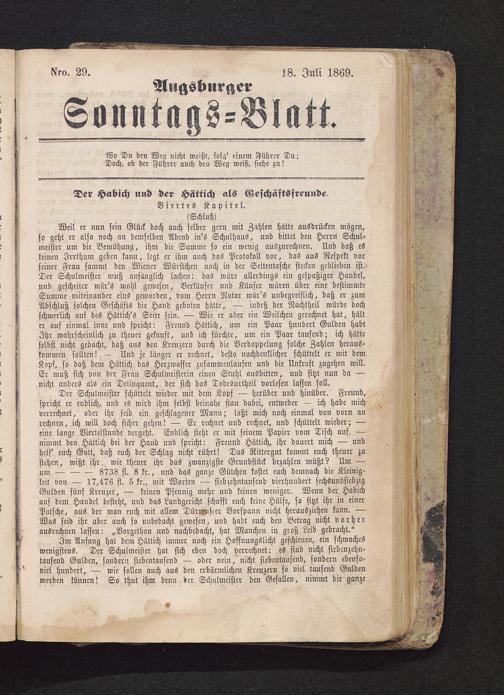 Nro. 29. 18. Juli 1869.
Augsburger
Sonntags=Blatt.
Wo Du den Weg nicht weißt, folg' einem Führer Du;
Doch, ob der Führer auch den Weg weiß, siehe zu!
Der Habich und der Hättich als Geschäftsfreunde.
Viertes Kapitel.
(Schluß)
Weil er nun sein Glück doch auch selber gern mit Zahlen hätte ausdrücken mögen,
so geht er also noch an demselben Abend in's Schulhaus, und bittet den Herrn Schul-
meister um die Bemühung, ihm die Summe so ein wenig auszurechnen. Und daß es
keinen Irrthum geben kann, legt er ihm auch das Protokoll vor, das aus Respekt vor
seiner Frau sammt den Wiener Würstchen noch in der Seitentasche stecken geblieben ist.
Der Schulmeister muß anfänglich lachen: das wäre allerdings ein gespaßiger Handel,
und gescheiter wär's wohl gewesen, Verkäufer und Käufer wären über eine bestimmte
Summe miteinander eins geworden, vom Herrn Notar wär's unbegreiflich, daß er zum
Abschluß solchen Geschäfts die Hand geboten hätte, — indeß der Nachtheil würde doch
schwerlich auf des Hättich's Seite sein. — Wie er aber ein Weilchen gerechnet hat, hält
er auf einmal inne und spricht: Freund Hättich, um ein Paar hundert Gulden habt
Ihr wahrscheinlich zu theuer gekauft, und ich fürchte, um ein Paar tausend; ich hätte
selbst nicht gedacht, daß aus den Kreuzern durch die Verdoppelung solche Zahlen heraus-
kommen sollten! — Und je länger er rechnet, desto nachdenklicher schüttelt er mit dem
Kopf, so daß dem Hättich das Herzwasser zusammenlaufen und die Untraft zugehen will.
Er muß sich von der Frau Schulmeisterin einen Stuhl ausbitten, und sitzt nun da —
nicht anders als ein Delinquent, der sich das Todesurtheil vorlesen lassen soll.
Der Schulmeister schüttelt wieder mit dem Kopf — herüber und hinüber. Freund,
spricht er endlich, und es wird ihm selbst beinahe flau dabei, entweder — ich habe mich
verrechnet, oder ihr seid ein geschlagener Mann; laßt mich noch einmal von vorn an
rechnen, ich will doch sicher gehen! — Er rechnet und rechnet, und schüttelt wieder; —
eine lange Viertelstunde vergeht. Endlich sieht er mit seinem Papier vom Tisch auf —
nimmt den Hättich bei der Hand und spricht: Freund Hättich, ihr dauert mich — und
helf' euch Gott, daß euch der Schlag nicht rührt! Das Rittergut kommt euch theuer zu
stehen, wißt ihr, wie theuer ihr das zwanzigste Grundstück bezahlen müßt? Um —
um — — 8738 fl. 8 kr., und das ganze Gütchen kostet euch demnach die Kleinig-
keit von — 17,476 fl. 5 kr., mit Worten — siebzehntausend vierhundert sechsundsiebzig
Gulden fünf Kreuzer, — keinen Pfennig mehr und keinen weniger. Wenn der Habich
auf dem Handel besteht, und das Landgericht schafft euch keine Hülfe, so sitzt ihr in einer
Patsche, aus der man euch mit allem Dürrwieser Vorspann nicht herausziehen kann. —
Was seid ihr aber auch so unbedacht gewesen, und habt euch den Betrag nicht vorher
ausrechnen lassen: „Vorgethan und nachbedacht, hat Manchen in groß Leid gebracht."
Im Anfang hat dem Hättich immer noch ein Hoffnungslicht geschienen, ein schwaches
wenigstens. Der Schulmeister hat sich eben doch verrechnet: es sind nicht siebenzehn-
tausend Gulden, sondern siebentausend — oder nein, nicht siebentausend, sondern ebenso-
viel hundert, — wie sollen auch aus den erbärmlichen Kreuzern so viel tausend Gulden
werden können! So thut ihm denn der Schulmeister den Gefallen, nimmt die ganze